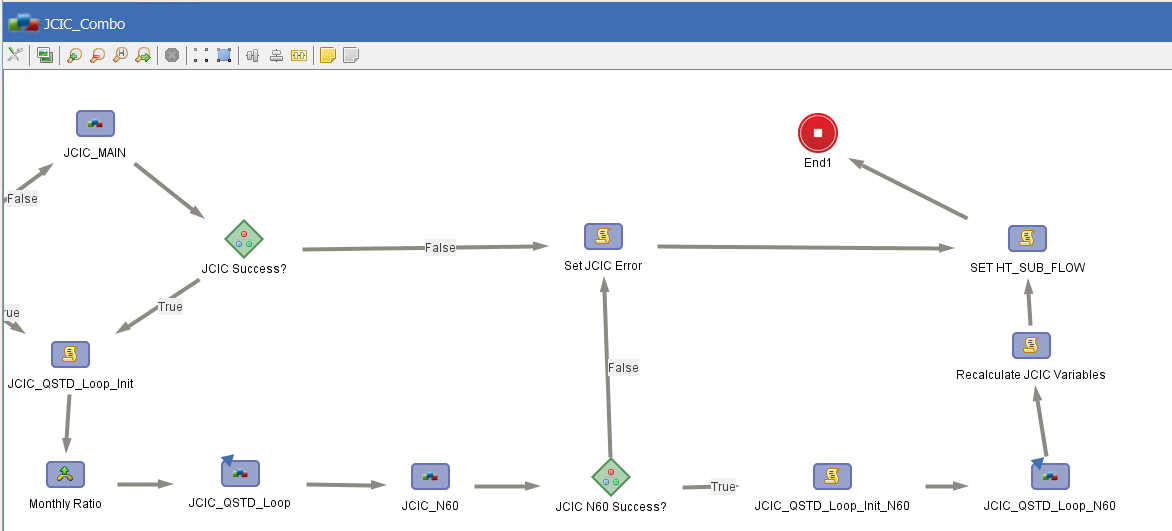 JCIC_Combo
JCIC_MAIN
End1
False
JCIC Success?
False
Set JCIC Error
SET HT_SUB_FLOW
True
rue
JCIC_QSTD_Loop_Init
False
Recalculate JCIC Variables
Monthly Ratio
JCIC_QSTD_Loop
JCIC_N60
JCIC N60 Success?
True
JCIC_QSTD_Loop_Init_N60
JCIC_QSTD_Loop_N60